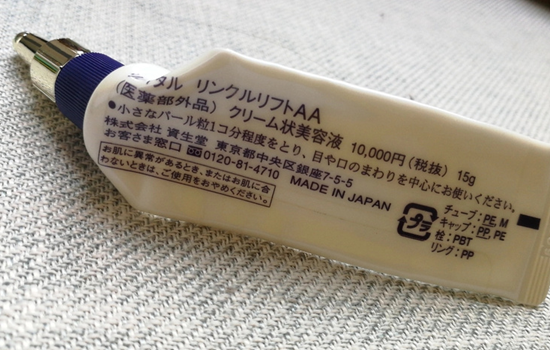 タル リンクルリフトAA
(医薬部外品) クリーム状美容液 10,000円(税抜) 15g
●小さなパール粒1コ分程度をとり、目や口のまわりを中心にお使いください。
株式会社 資生堂 東京都中央区銀座7-5-5
お客さま窓口 0120-81-4710 MADE IN JAPAN
お肌に異常があるとき、またはお肌に合
わないときは、ご使用をおやめください。
プラ
チューブ: PE, M
キャップ: PP, PE
栓: PBT
リング: PP